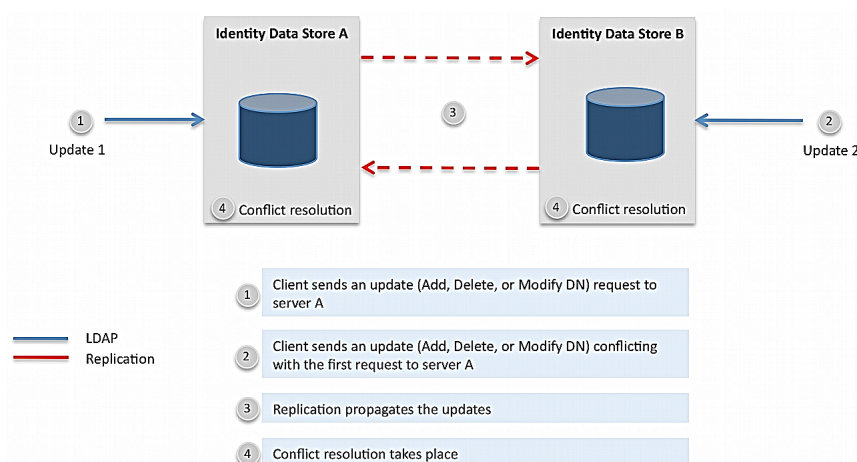 Identity Data Store A
Identity Data Store B
1
3
2
Update 1
Update 2
4 Conflict resolution
4 Conflict resolution
1 Client sends an update (Add, Delete, or Modify DN) request to
server A
LDAP
Replication
2 Client sends an update (Add, Delete, or Modify DN) conflicting
with the first request to server A
3 Replication propagates the updates
4 Conflict resolution takes place